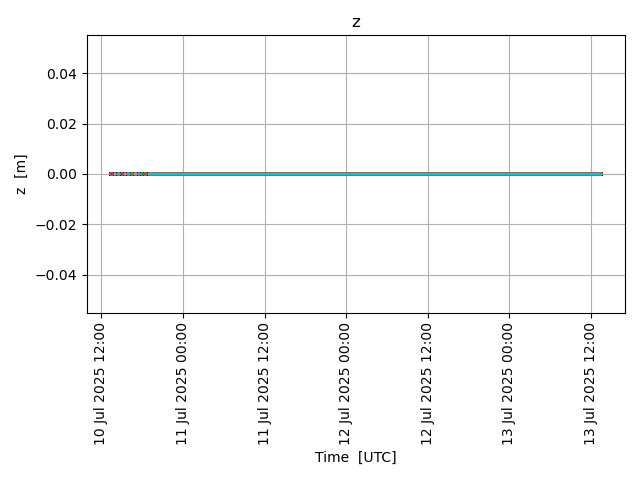 z
0.04
0.02
0.00
−0.02
−0.04
z  [m]
10 Jul 2025 12:00
11 Jul 2025 00:00
11 Jul 2025 12:00
12 Jul 2025 00:00
12 Jul 2025 12:00
13 Jul 2025 00:00
13 Jul 2025 12:00
Time  [UTC]